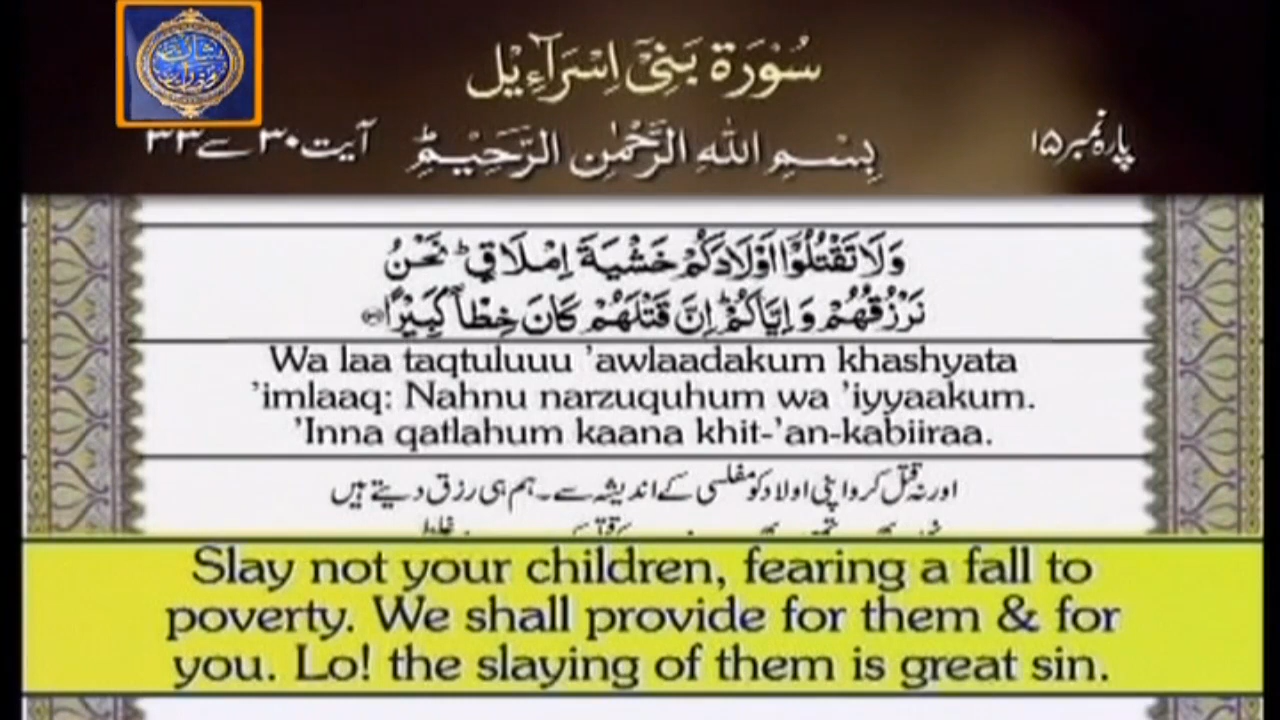 سُوْرَة بَنِیْٓ اِسْرَآءِیْل
پارہ نمبر ۱۵
بِسْمِ اللهِ الرَّحْمٰنِ الرَّحِیْمِ
آیت ۳۰ سے ۳۳
وَلَا تَقْتُلُوْٓا اَوْلَادَكُمْ خَشْیَةَ اِمْلَاقٍ ؕ نَحْنُ
نَرْزُقُهُمْ وَ اِیَّاكُمْ ؕ اِنَّ قَتْلَهُمْ كَانَ خِطْاً كَبِیْرًا
Wa laa taqtuluuu 'awlaadakum khashyata
'imlaaq: Nahnu narzuquhum wa 'iyyaakum.
'Inna qatlahum kaana khit-'an-kabiiraa.
اور نہ قتل کرو اپنی اولاد کو مفلسی کے اندیشہ سے۔ ہم ہی رزق دیتے ہیں
Slay not your children, fearing a fall to
poverty. We shall provide for them & for
you. Lo! the slaying of them is great sin.